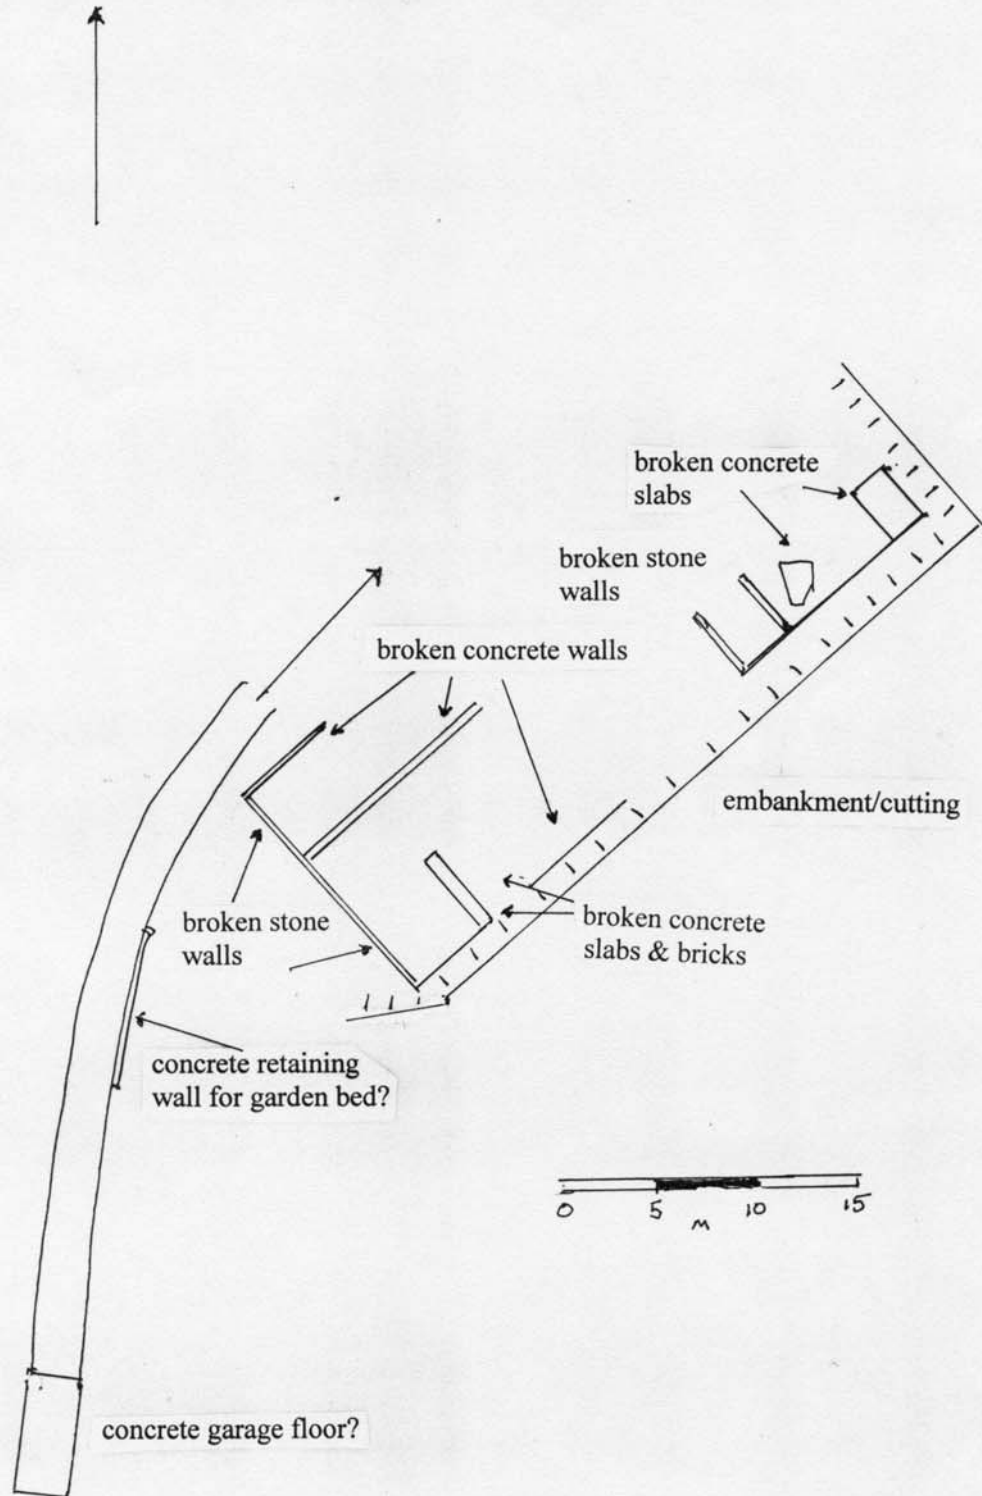 broken concrete
slabs
broken stone
walls
broken concrete walls
embankment/cutting
broken stone
walls
broken concrete
slabs & bricks
concrete retaining
wall for garden bed?
0 5 10 15
M
concrete garage floor?